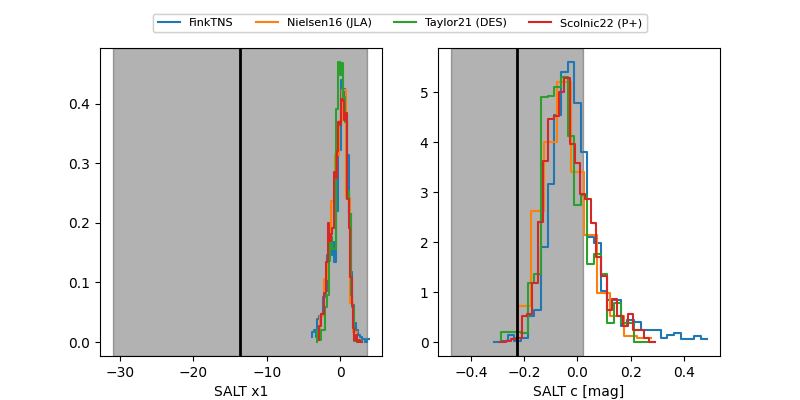 FinkTNS Nielsen16 (JLA) Taylor21 (DES) Scolnic22 (P+)
0.4
0.3
0.2
0.1
0.0
−30 −20 −10 0
SALT x1
5
4
3
2
1
0
−0.4 −0.2 0.0 0.2 0.4
SALT c [mag]